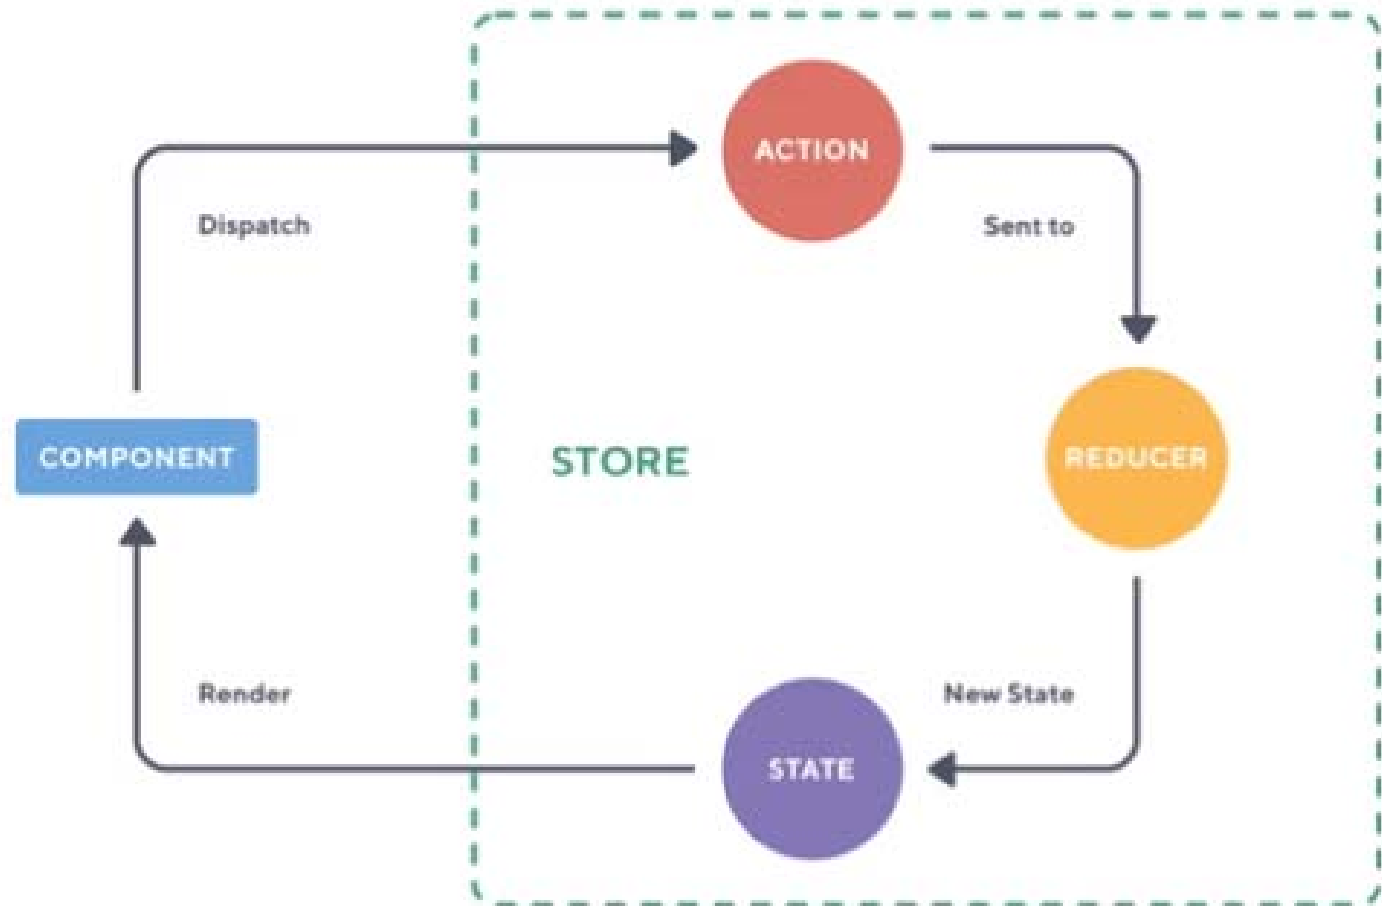 ACTION
Dispatch
Sent to
COMPONENT
STORE
REDUCER
Render
New State
STATE